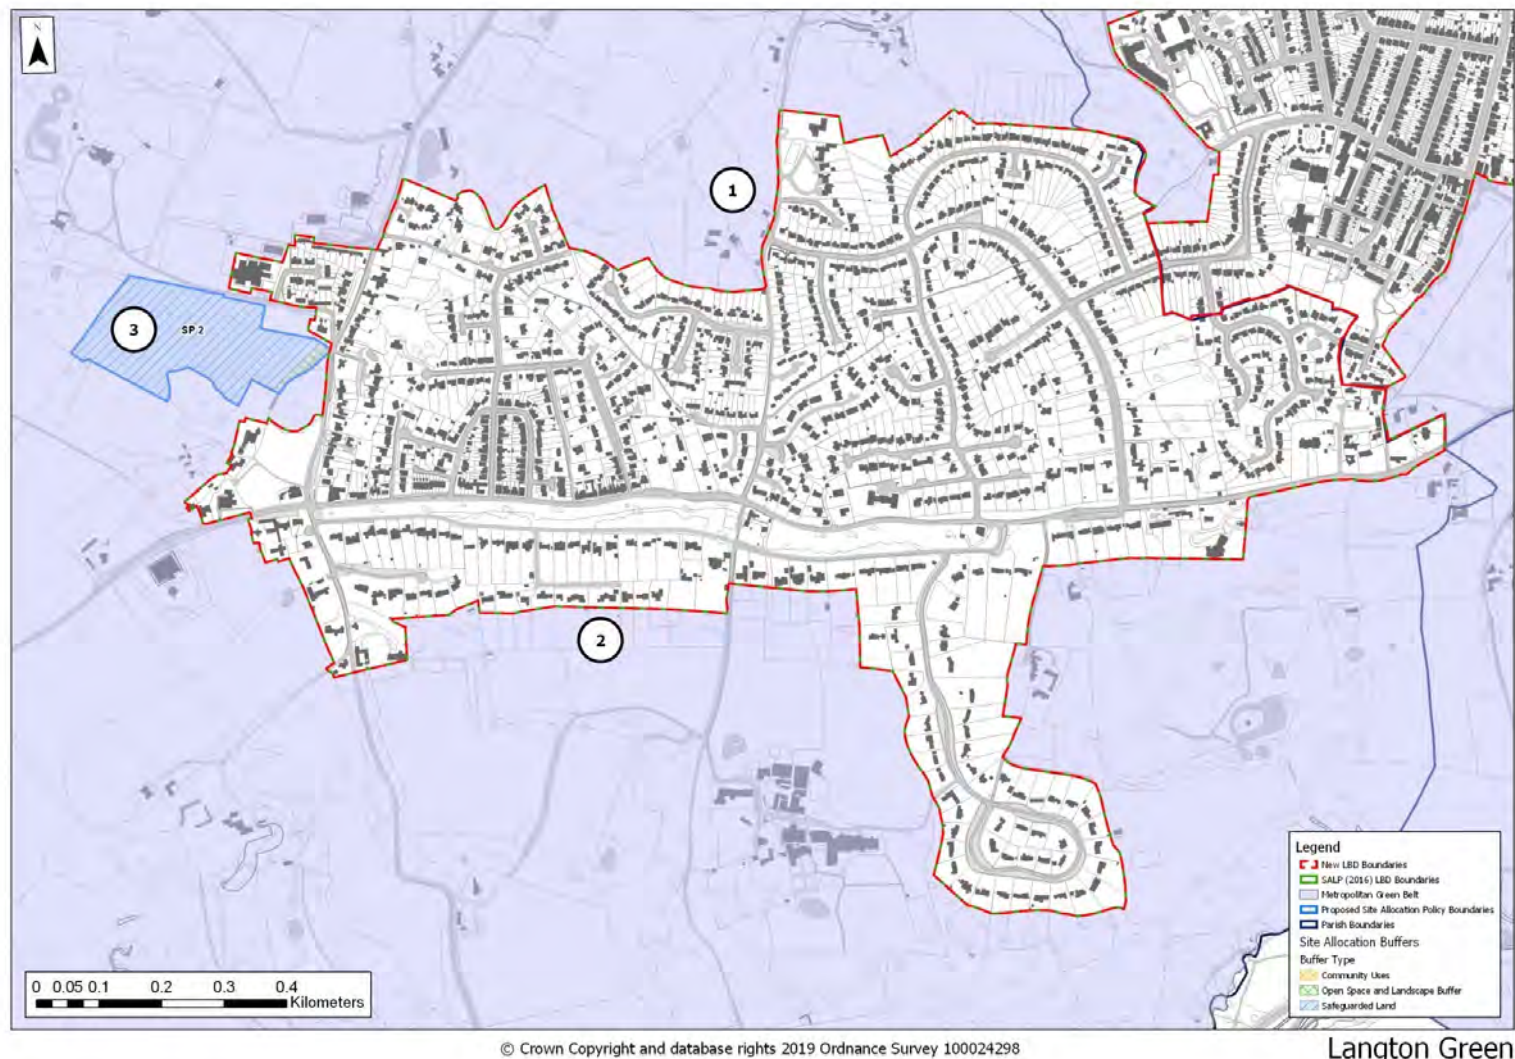 N
1
2
3
SP 2
Legend
New LBD Boundaries
SALP (2016) LBD Boundaries
Metropolitan Green Belt
Proposed Site Allocation Policy Boundaries
Parish Boundaries
Site Allocation Buffers
Buffer Type
Community Uses
Open Space and Landscape Buffer
Safeguarded Land
0 0.05 0.1 0.2 0.3 0.4
Kilometers
© Crown Copyright and database rights 2019 Ordnance Survey 100024298
Langton Green